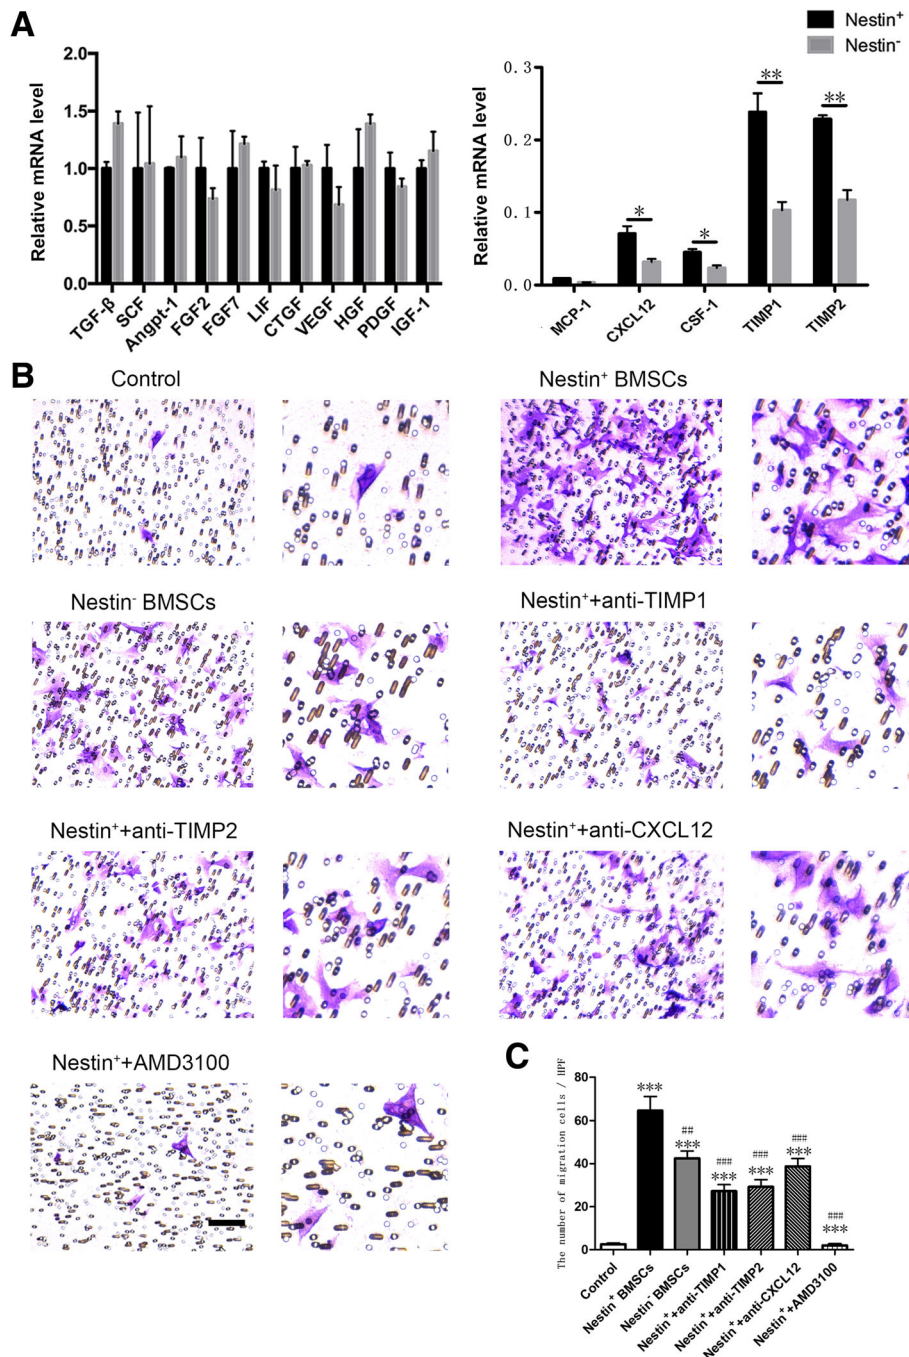 A
Nestin⁺
Nestin⁻
Relative mRNA level
2.0
1.5
1.0
0.5
0.0
TGF-β
SCF
Angpt-1
FGF2
FGF7
LIF
CTGF
VEGF
HGF
PDGF
IGF-1
Relative mRNA level
0.3
0.2
0.1
0.0
*
*
**
**
MCP-1
CXCL12
CSF-1
TIMP1
TIMP2
B
Control
Nestin⁺ BMSCs
Nestin⁻ BMSCs
Nestin⁺+anti-TIMP1
Nestin⁺+anti-TIMP2
Nestin⁺+anti-CXCL12
Nestin⁺+AMD3100
C
The number of migration cells / HPF
80
60
40
20
0
***
##
***
###
***
###
***
###
***
###
***
Control
Nestin⁺ BMSCs
Nestin⁻ BMSCs
Nestin⁺+anti-TIMP1
Nestin⁺+anti-TIMP2
Nestin⁺+anti-CXCL12
Nestin⁺+AMD3100